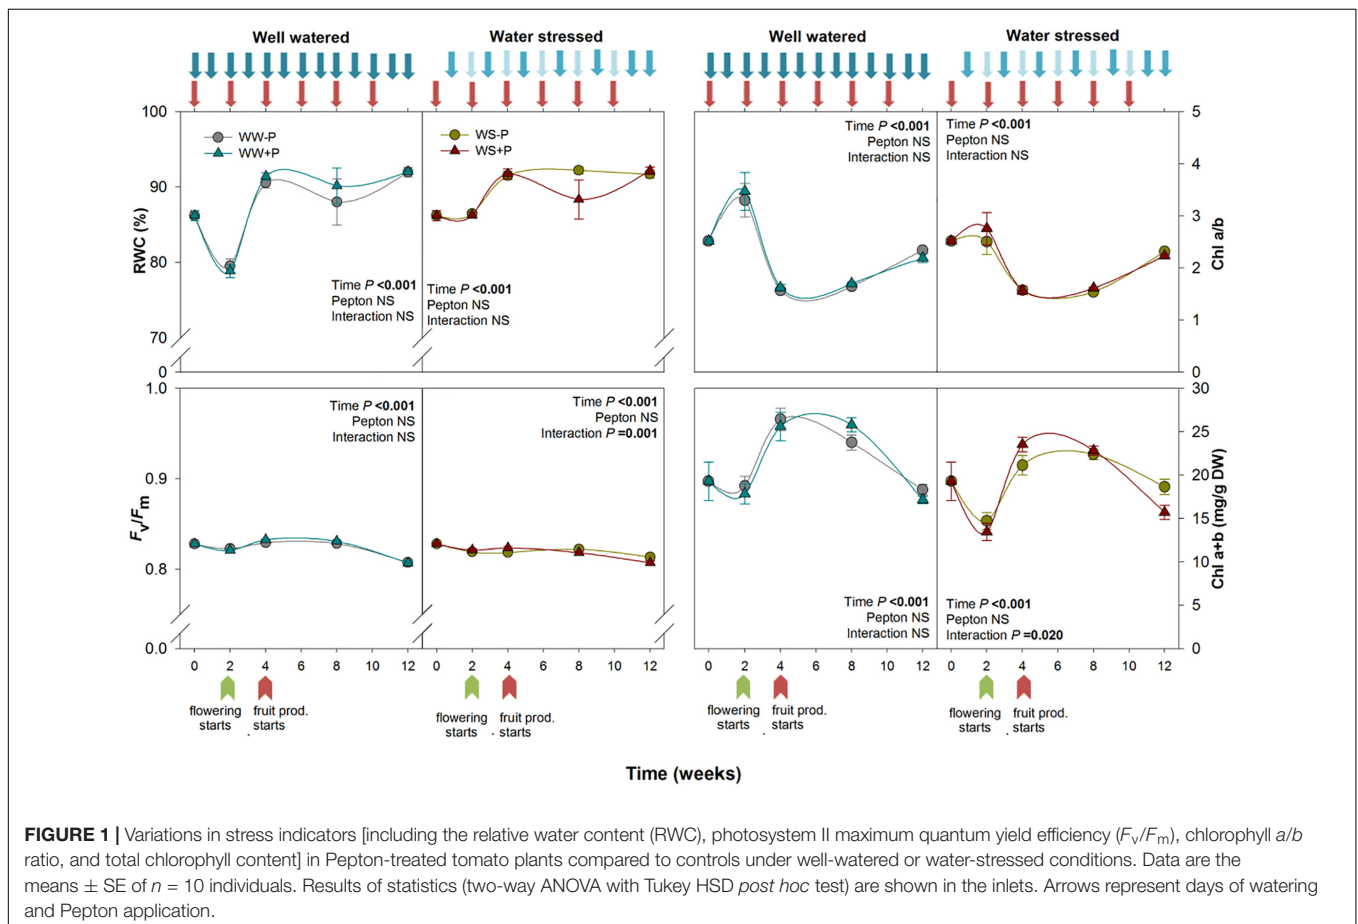 Well watered
Water stressed
Well watered
Water stressed
100
90
80
70
0
RWC (%)
WW-P
WW+P
Time P <0.001
Pepton NS
Interaction NS
WS-P
WS+P
Time P <0.001
Pepton NS
Interaction NS
Time P <0.001
Pepton NS
Interaction NS
Time P <0.001
Pepton NS
Interaction NS
5
4
3
2
1
0
Chl a/b
1.0
0.9
0.8
0.0
Fv/Fm
Time P <0.001
Pepton NS
Interaction NS
Time P <0.001
Pepton NS
Interaction P =0.001
Time P <0.001
Pepton NS
Interaction NS
Time P <0.001
Pepton NS
Interaction P =0.020
30
25
20
15
10
5
0
Chl a+b (mg/g DW)
0 2 4 6 8 10 12
0 2 4 6 8 10 12
0 2 4 6 8 10 12
0 2 4 6 8 10 12
flowering
starts
fruit prod.
starts
flowering
starts
fruit prod.
starts
flowering
starts
fruit prod.
starts
flowering
starts
fruit prod.
starts
Time (weeks)
FIGURE 1 | Variations in stress indicators [including the relative water content (RWC), photosystem II maximum quantum yield efficiency (Fv/Fm), chlorophyll a/b
ratio, and total chlorophyll content] in Pepton-treated tomato plants compared to controls under well-watered or water-stressed conditions. Data are the
means ± SE of n = 10 individuals. Results of statistics (two-way ANOVA with Tukey HSD post hoc test) are shown in the inlets. Arrows represent days of watering
and Pepton application.